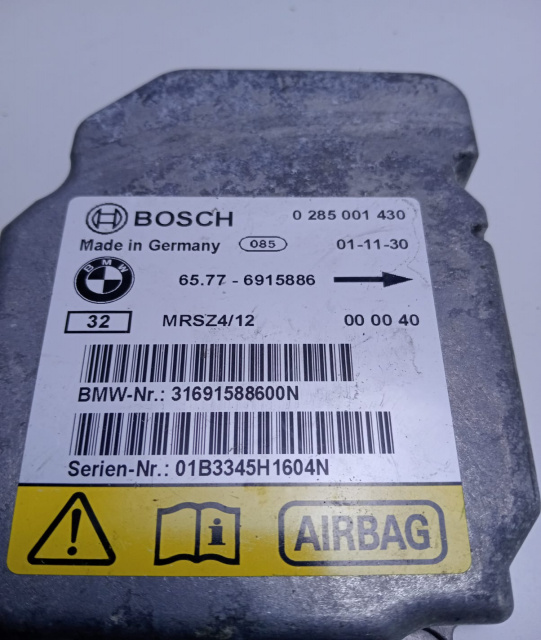 BOSCH 0 285 001 430
Made in Germany 085 01-11-30
BMW 65.77 - 6915886
32 MRSZ4/12 00 00 40
BMW-Nr.: 31691588600N
Serien-Nr.: 01B3345H1604N
! i AIRBAG